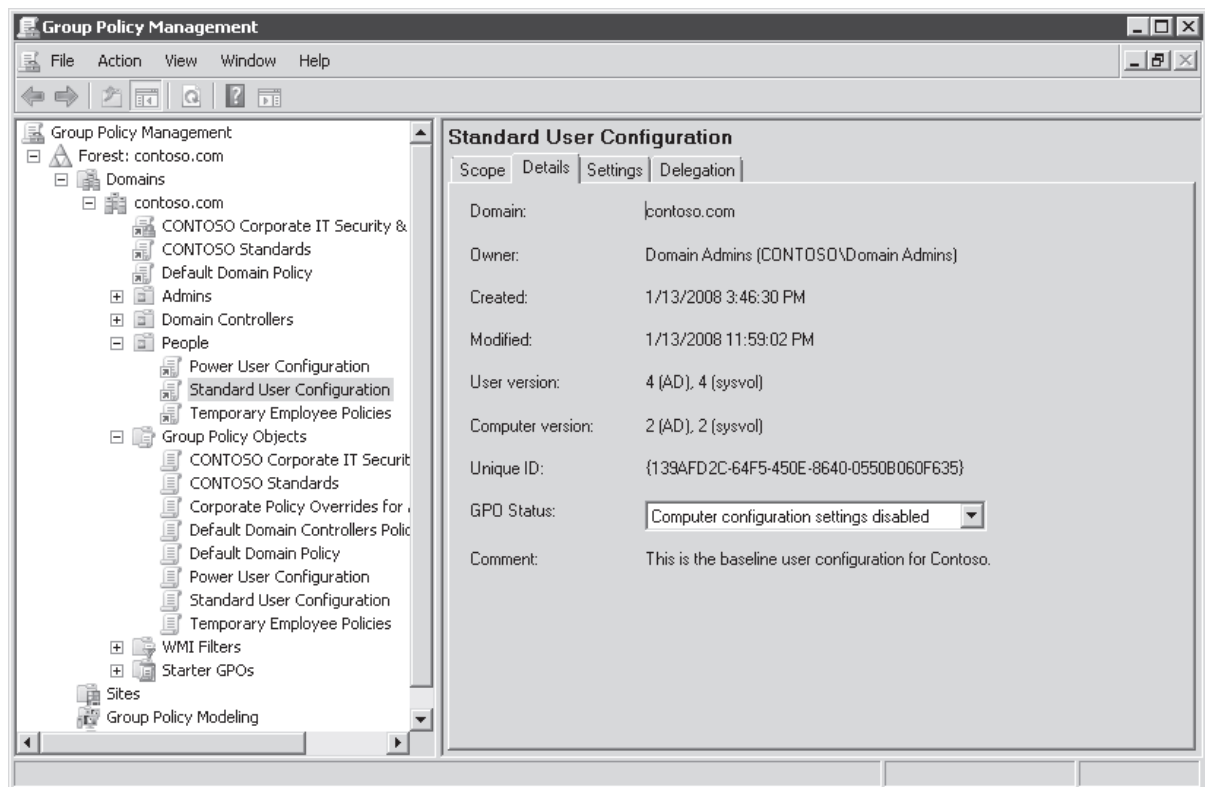 Group Policy Management
File Action View Window Help
Group Policy Management
Forest: contoso.com
Domains
contoso.com
CONTOSO Corporate IT Security &
CONTOSO Standards
Default Domain Policy
Admins
Domain Controllers
People
Power User Configuration
Standard User Configuration
Temporary Employee Policies
Group Policy Objects
CONTOSO Corporate IT Securit
CONTOSO Standards
Corporate Policy Overrides for
Default Domain Controllers Polic
Default Domain Policy
Power User Configuration
Standard User Configuration
Temporary Employee Policies
WMI Filters
Starter GPOs
Sites
Group Policy Modeling
Standard User Configuration
Scope Details Settings Delegation
Domain: contoso.com
Owner: Domain Admins (CONTOSO\Domain Admins)
Created: 1/13/2008 3:46:30 PM
Modified: 1/13/2008 11:59:02 PM
User version: 4 (AD), 4 (sysvol)
Computer version: 2 (AD), 2 (sysvol)
Unique ID: {139AFD2C-64F5-450E-8640-0550B060F635}
GPO Status: Computer configuration settings disabled
Comment: This is the baseline user configuration for Contoso.